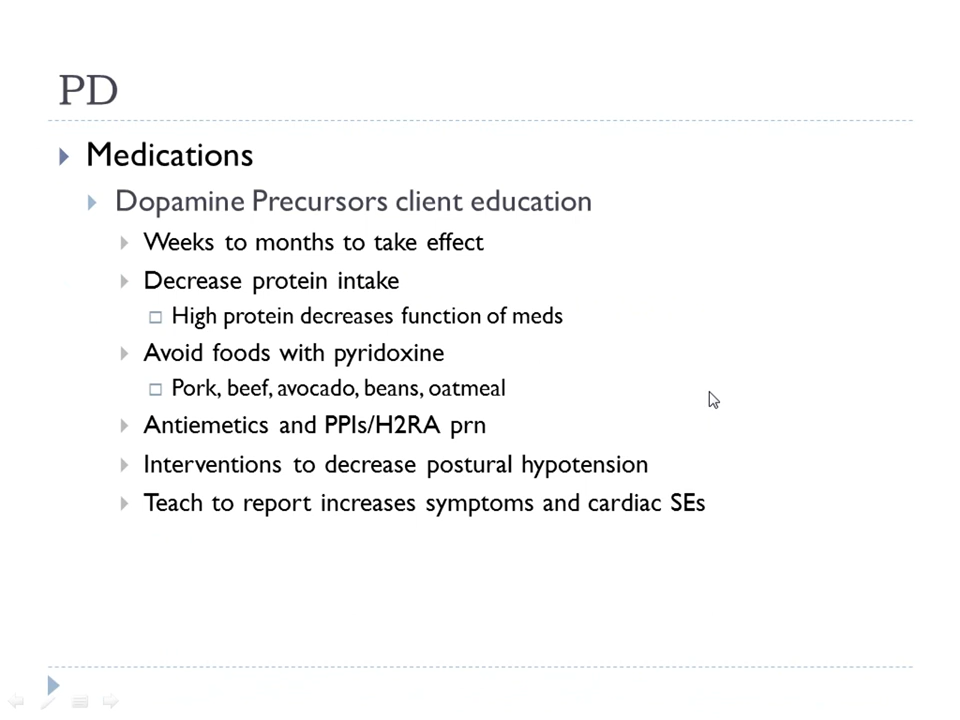 PD
Medications
Dopamine Precursors client education
Weeks to months to take effect
Decrease protein intake
High protein decreases function of meds
Avoid foods with pyridoxine
Pork, beef, avocado, beans, oatmeal
Antiemetics and PPIs/H2RA prn
Interventions to decrease postural hypotension
Teach to report increases symptoms and cardiac SEs